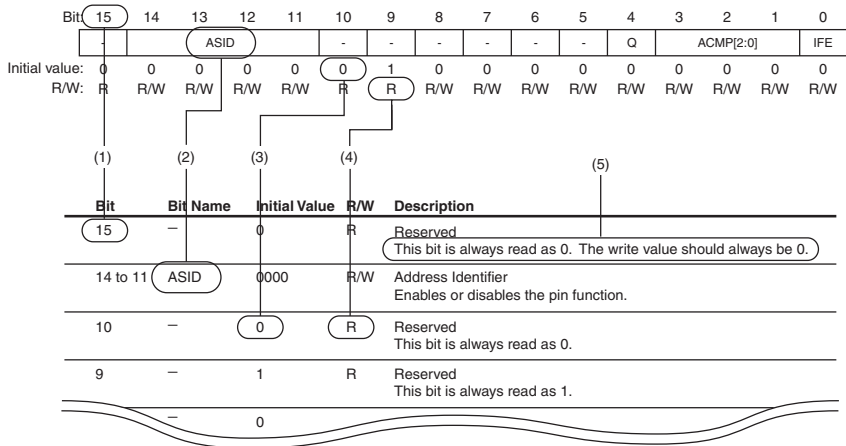 Bit: 15 14 13 12 11 10 9 8 7 6 5 4 3 2 1 0
- ASID - - - - - - Q ACMP[2:0] IFE
Initial value: 0 0 0 0 0 0 1 0 0 0 0 0 0 0 0 0
R/W: R R/W R/W R/W R/W R R R/W R/W R/W R/W R/W R/W R/W R/W R/W
(1) (2) (3) (4) (5)
Bit Bit Name Initial Value R/W Description
15 − 0 R Reserved
This bit is always read as 0. The write value should always be 0.
14 to 11 ASID 0000 R/W Address Identifier
Enables or disables the pin function.
10 − 0 R Reserved
This bit is always read as 0.
9 − 1 R Reserved
This bit is always read as 1.
− 0